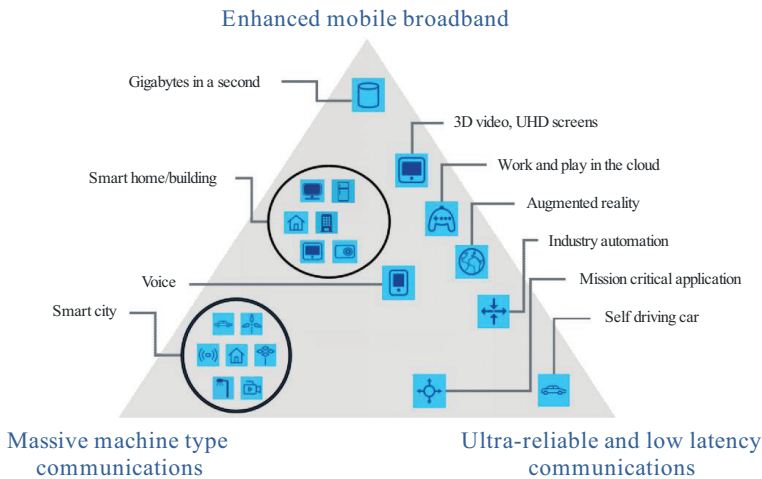 Enhanced mobile broadband
Gigabytes in a second
3D video, UHD screens
Work and play in the cloud
Smart home/building
Augmented reality
Industry automation
Voice
Mission critical application
Smart city
Self driving car
Massive machine type
communications
Ultra-reliable and low latency
communications